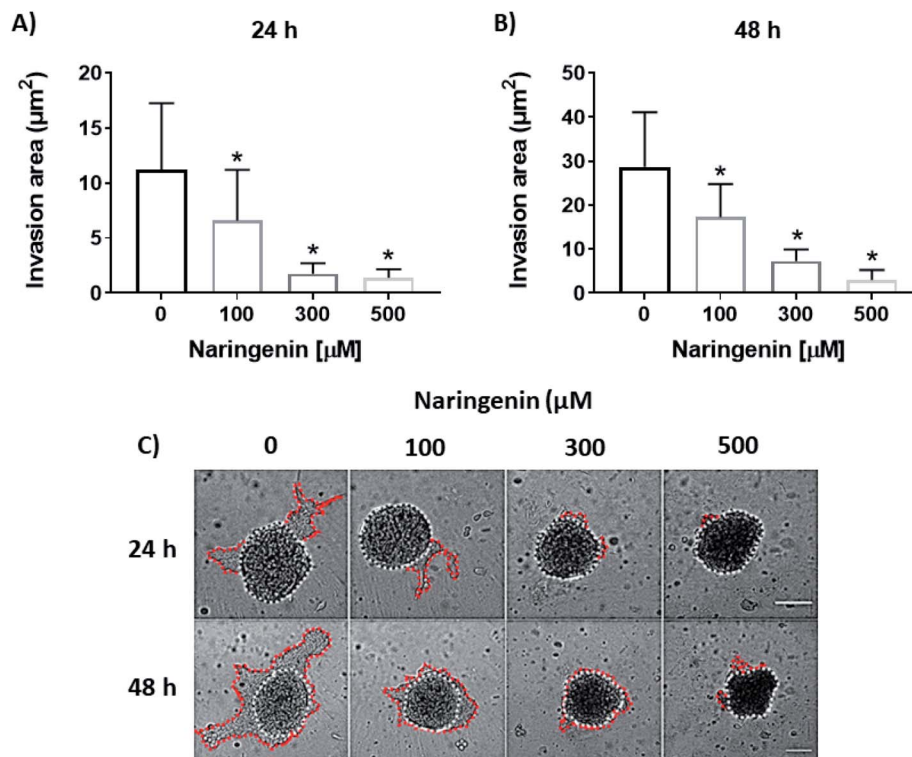 A) 24 h
Invasion area (μm²)
20
15
10
5
0
* * *
0 100 300 500
Naringenin [μM]
B) 48 h
Invasion area (μm²)
50
40
30
20
10
0
* * *
0 100 300 500
Naringenin [μM]
Naringenin (μM
C) 0 100 300 500
24 h
48 h